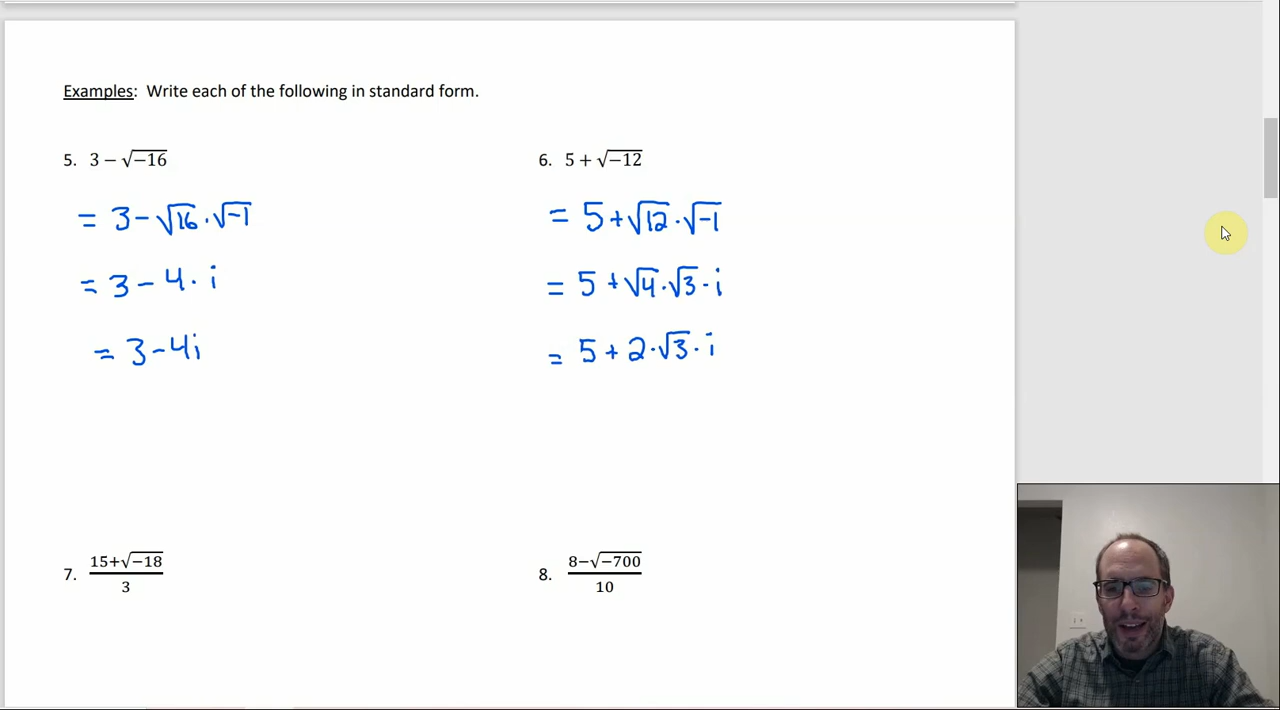 Examples: Write each of the following in standard form.
5. 3 − √−16
= 3 − √16 · √−1
= 3 − 4 · i
= 3 − 4i
6. 5 + √−12
= 5 + √12 · √−1
= 5 + √4 · √3 · i
= 5 + 2 · √3 · i
7. 15+√−18
3
8. 8−√−700
10